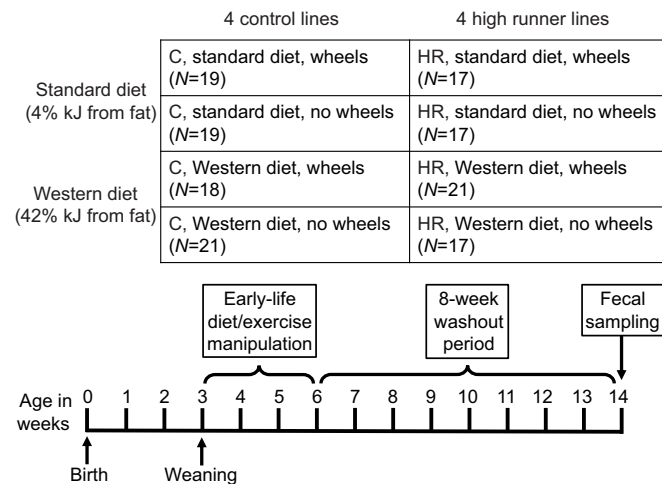 4 control lines
4 high runner lines
Standard diet
(4% kJ from fat)
C, standard diet, wheels
(N=19)
HR, standard diet, wheels
(N=17)
C, standard diet, no wheels
(N=19)
HR, standard diet, no wheels
(N=17)
Western diet
(42% kJ from fat)
C, Western diet, wheels
(N=18)
HR, Western diet, wheels
(N=21)
C, Western diet, no wheels
(N=21)
HR, Western diet, no wheels
(N=17)
Early-life
diet/exercise
manipulation
8-week
washout
period
Fecal
sampling
Age in
weeks
0 1 2 3 4 5 6 7 8 9 10 11 12 13 14
Birth
Weaning